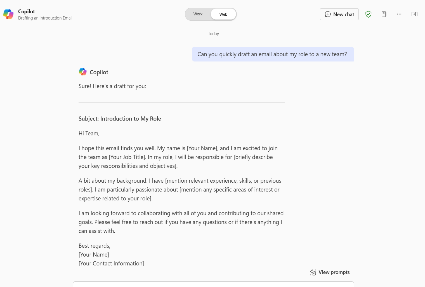 Copilot
Drafting an Introduction Email
Work
Web
New chat
Today
Can you quickly draft an email about my role to a new team?
Copilot
Sure! Here's a draft for you:
Subject: Introduction to My Role
Hi Team,
I hope this email finds you well. My name is [Your Name], and I am excited to join
the team as [Your Job Title]. In my role, I will be responsible for [briefly describe
your key responsibilities and objectives].
A bit about my background: I have [mention relevant experience, skills, or previous
roles]. I am particularly passionate about [mention any specific areas of interest or
expertise related to your role].
I am looking forward to collaborating with all of you and contributing to our shared
goals. Please feel free to reach out if you have any questions or if there's anything I
can assist with.
Best regards,
[Your Name]
[Your Contact Information]
View prompts